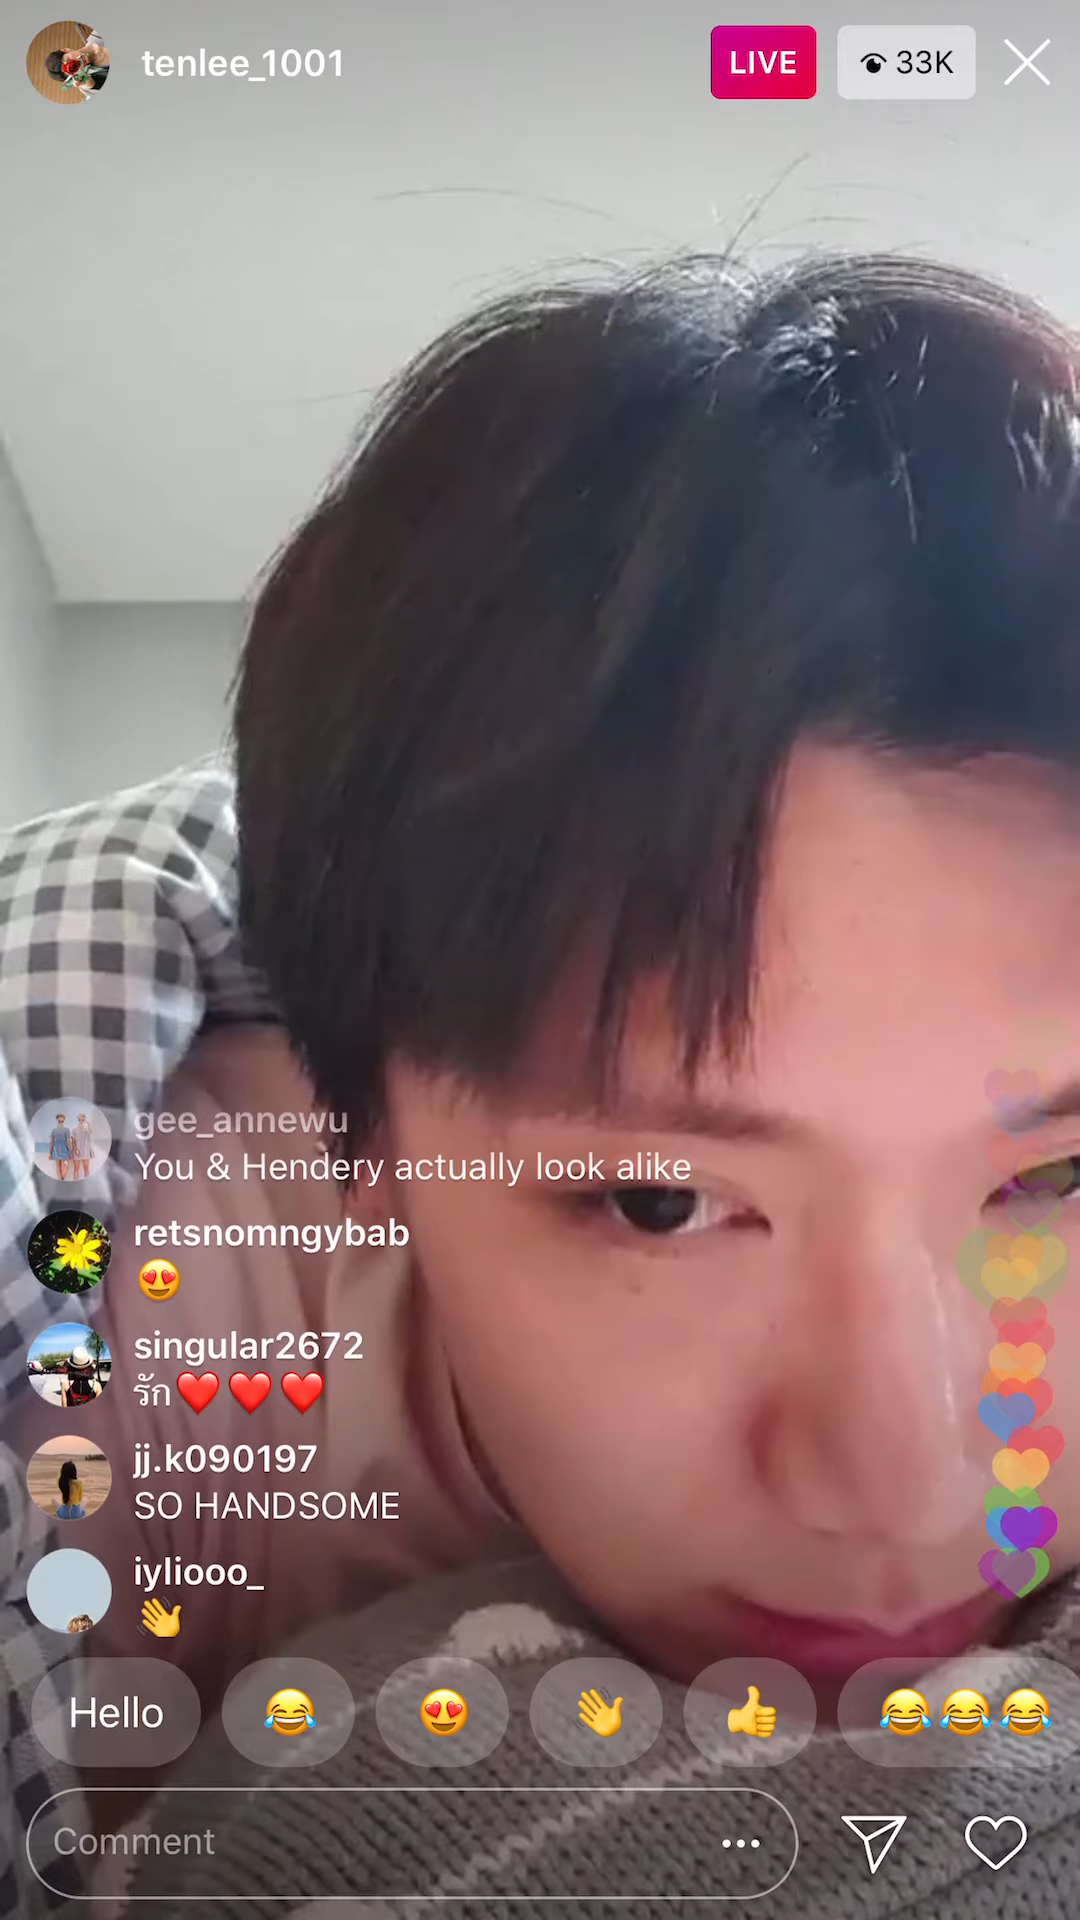 tenlee_1001
LIVE
33K
gee_annewu
You & Hendery actually look alike
retsnomngybab
😍
singular2672
รัก❤️❤️❤️
jj.k090197
SO HANDSOME
iyliooo_
👋
Hello 😂 😍 👋 👍 😂😂😂
Comment